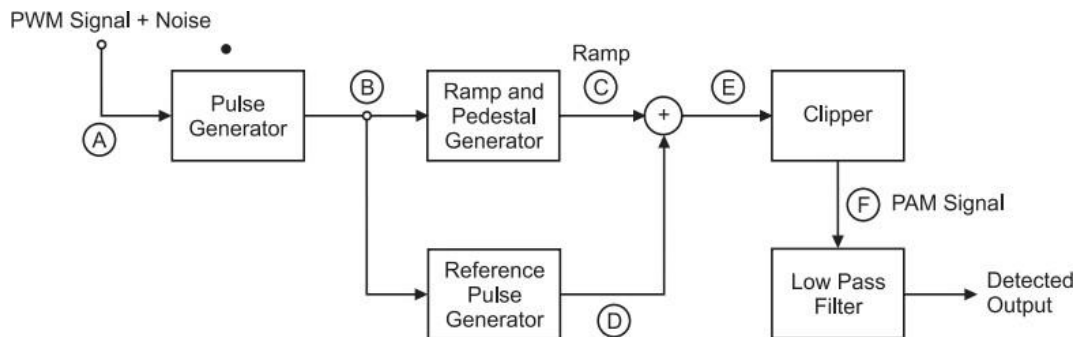 PWM Signal + Noise
A
Pulse
Generator
B
Ramp and
Pedestal
Generator
Ramp
C
+
E
Clipper
F
PAM Signal
Reference
Pulse
Generator
D
Low Pass
Filter
Detected
Output